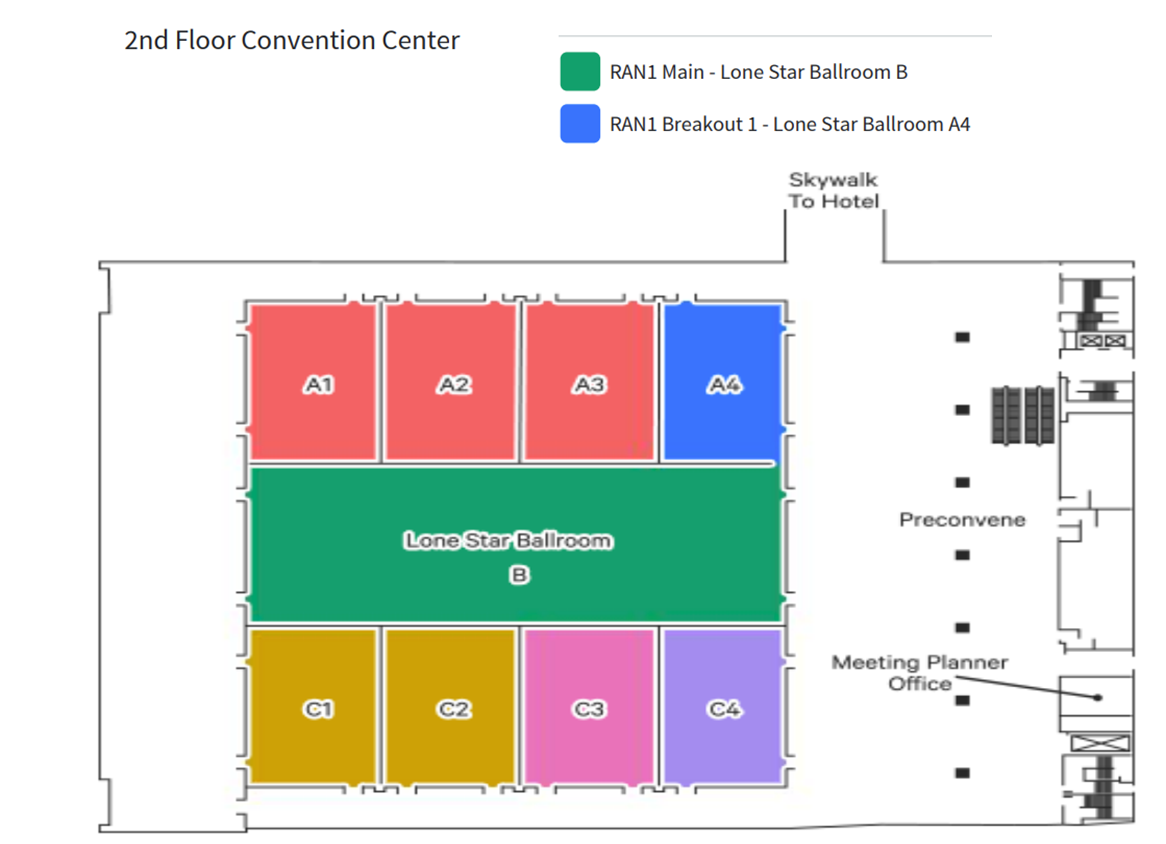 2nd Floor Convention Center
RAN1 Main - Lone Star Ballroom B
RAN1 Breakout 1 - Lone Star Ballroom A4
Skywalk
To Hotel
A1
A2
A3
A4
Lone Star Ballroom
B
Preconvene
Meeting Planner
Office
C1
C2
C3
C4